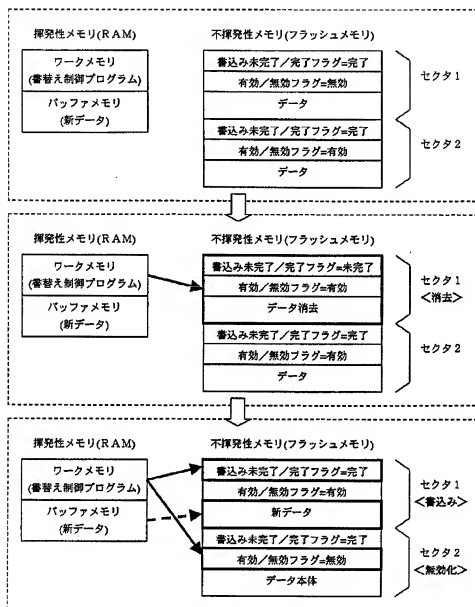 揮発性メモリ(RAM)
ワークメモリ
(書替え制御プログラム)
バッファメモリ
(新データ)
不揮発性メモリ(フラッシュメモリ)
書込み未完了／完了フラグ=完了
有効／無効フラグ=無効
データ
書込み未完了／完了フラグ=完了
有効／無効フラグ=有効
データ
セクタ1
セクタ2
揮発性メモリ(RAM)
ワークメモリ
(書替え制御プログラム)
バッファメモリ
(新データ)
不揮発性メモリ(フラッシュメモリ)
書込み未完了／完了フラグ=未完了
有効／無効フラグ=有効
データ消去
書込み未完了／完了フラグ=完了
有効／無効フラグ=有効
データ
セクタ1
<消去>
セクタ2
揮発性メモリ(RAM)
ワークメモリ
(書替え制御プログラム)
バッファメモリ
(新データ)
不揮発性メモリ(フラッシュメモリ)
書込み未完了／完了フラグ=完了
有効／無効フラグ=有効
新データ
書込み未完了／完了フラグ=完了
有効／無効フラグ=無効
データ本体
セクタ1
<書込み>
セクタ2
<無効化>